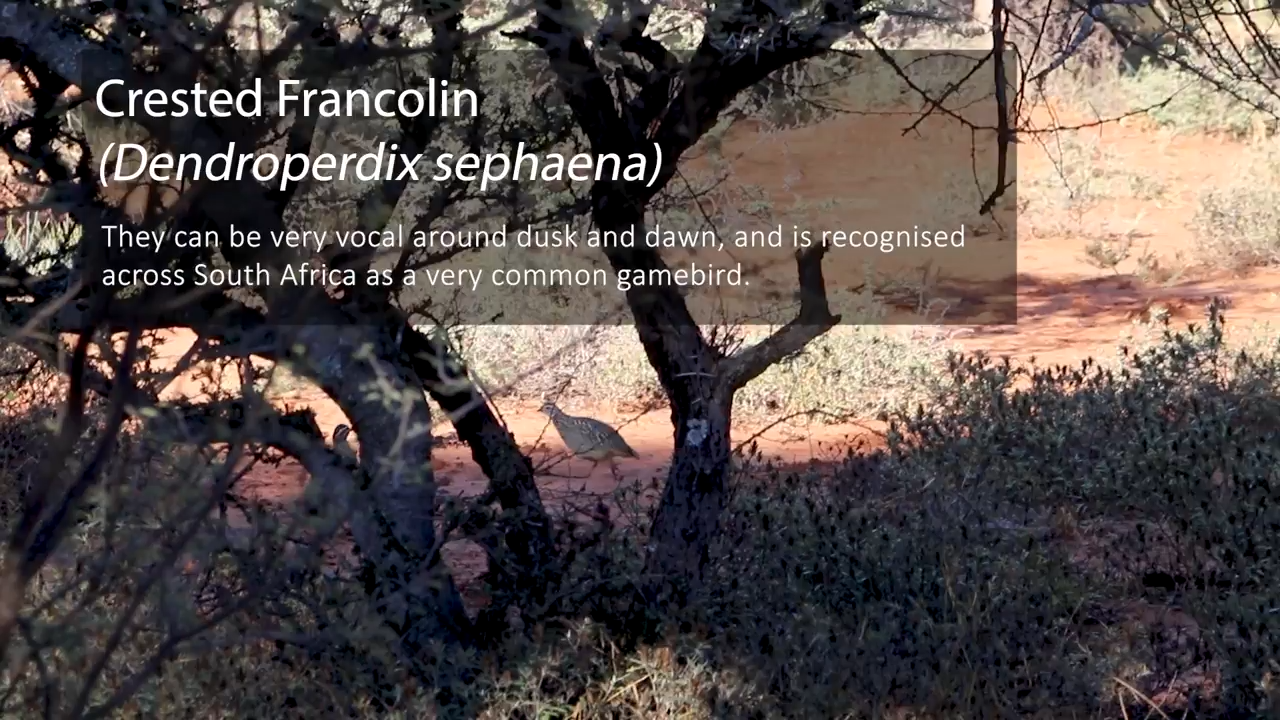 Crested Francolin
(Dendroperdix sephaena)
They can be very vocal around dusk and dawn, and is recognised
across South Africa as a very common gamebird.